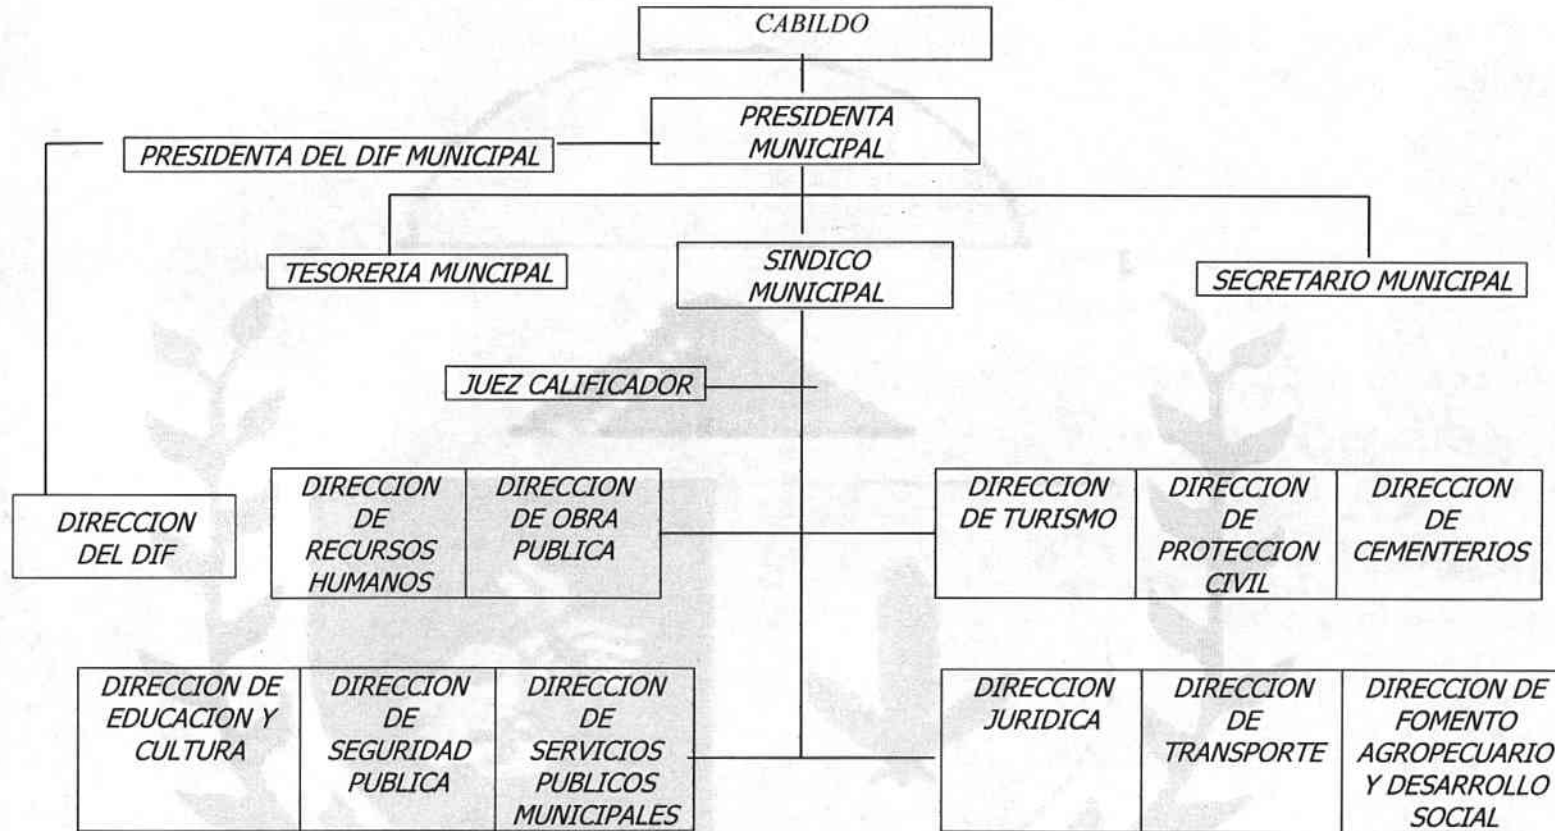 CABILDO
PRESIDENTA
MUNICIPAL
PRESIDENTA DEL DIF MUNICIPAL
TESORERIA MUNCIPAL
SINDICO
MUNICIPAL
SECRETARIO MUNICIPAL
JUEZ CALIFICADOR
DIRECCION
DEL DIF
DIRECCION
DE
RECURSOS
HUMANOS
DIRECCION
DE OBRA
PUBLICA
DIRECCION
DE TURISMO
DIRECCION
DE
PROTECCION
CIVIL
DIRECCION
DE
CEMENTERIOS
DIRECCION DE
EDUCACION Y
CULTURA
DIRECCION
DE
SEGURIDAD
PUBLICA
DIRECCION
DE
SERVICIOS
PUBLICOS
MUNICIPALES
DIRECCION
JURIDICA
DIRECCION
DE
TRANSPORTE
DIRECCION DE
FOMENTO
AGROPECUARIO
Y DESARROLLO
SOCIAL